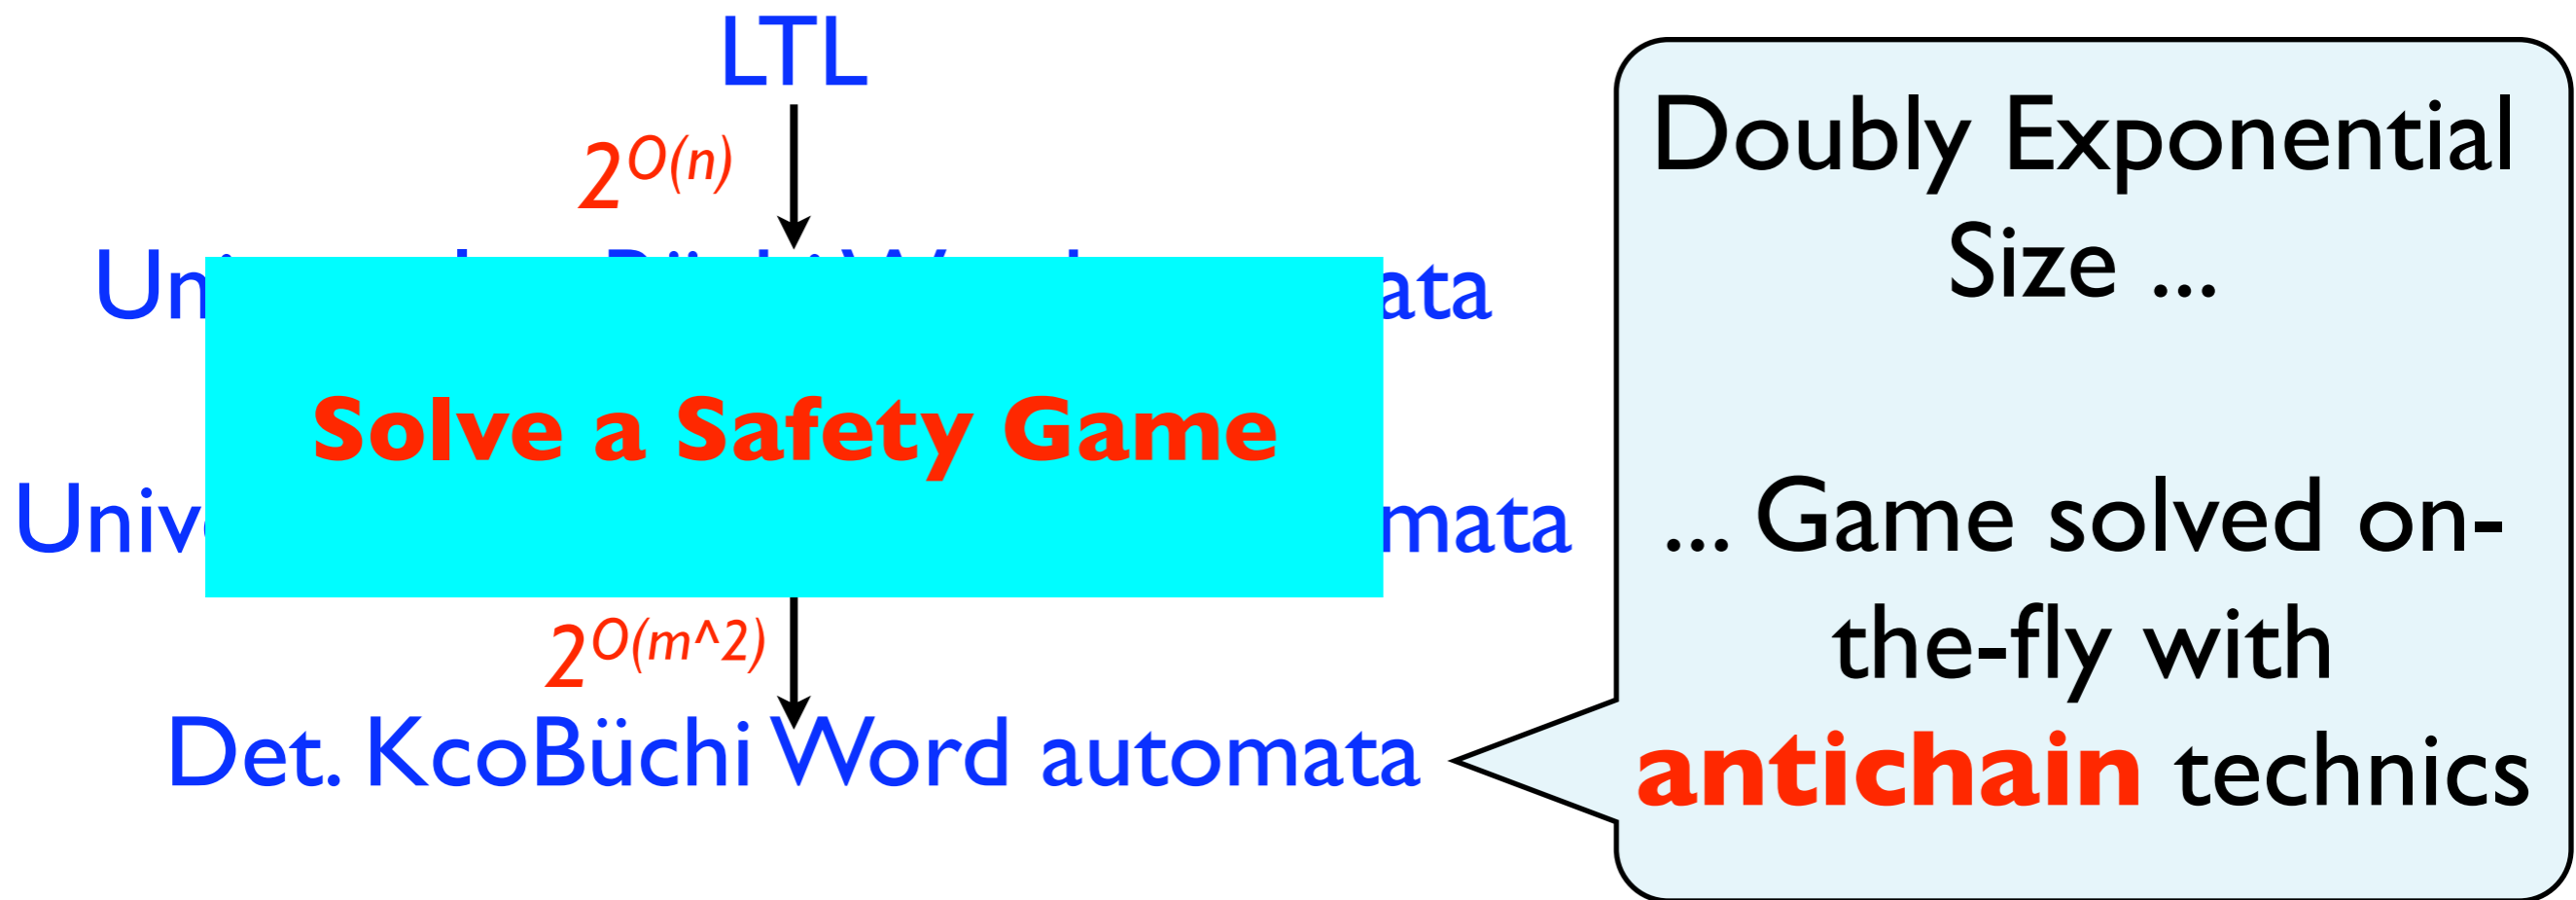 LTL
2^O(n)
Un ata
Solve a Safety Game
Univ mata
2^O(m^2)
Det. KcoBüchi Word automata
Doubly Exponential
Size ...
... Game solved on-
the-fly with
antichain technics